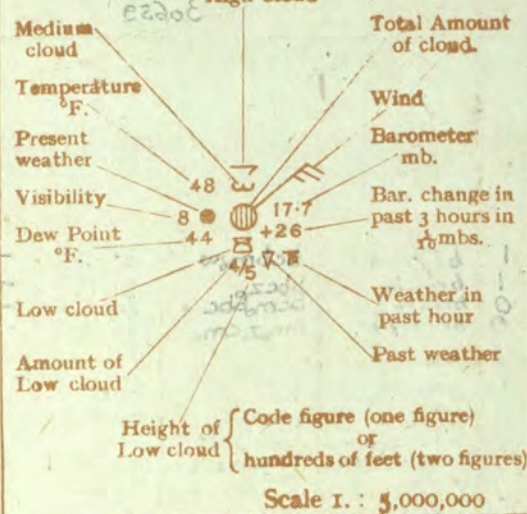 High Cloud
Medium
cloud
Total Amount
of cloud.
Temperature
°F.
Wind
Present
weather
Barometer
mb.
48
Visibility
8
17·7
Bar. change in
past 3 hours in
1/10 mbs.
+26
Dew Point
°F.
44
4/5
Low cloud
Weather in
past hour
Amount of
Low cloud
Past weather
Height of
Low cloud
Code figure (one figure)
or
hundreds of feet (two figures)
Scale 1. : 5,000,000